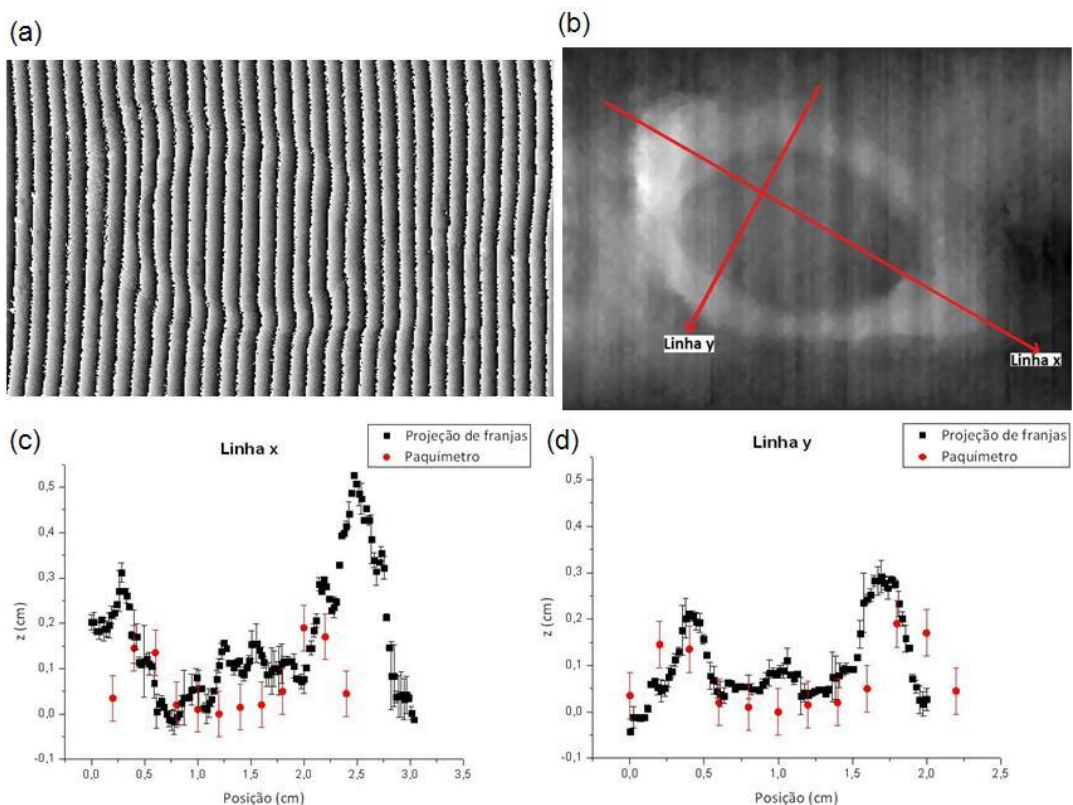 (a)
(b)
Linha y
Linha x
(c)
Linha x
Projeção de franjas
Paquímetro
z (cm)
0,5
0,4
0,3
0,2
0,1
0,0
-0,1
0,0 0,5 1,0 1,5 2,0 2,5 3,0 3,5
Posição (cm)
(d)
Linha y
Projeção de franjas
Paquímetro
z (cm)
0,5
0,4
0,3
0,2
0,1
0,0
-0,1
0,0 0,5 1,0 1,5 2,0 2,5
Posição (cm)